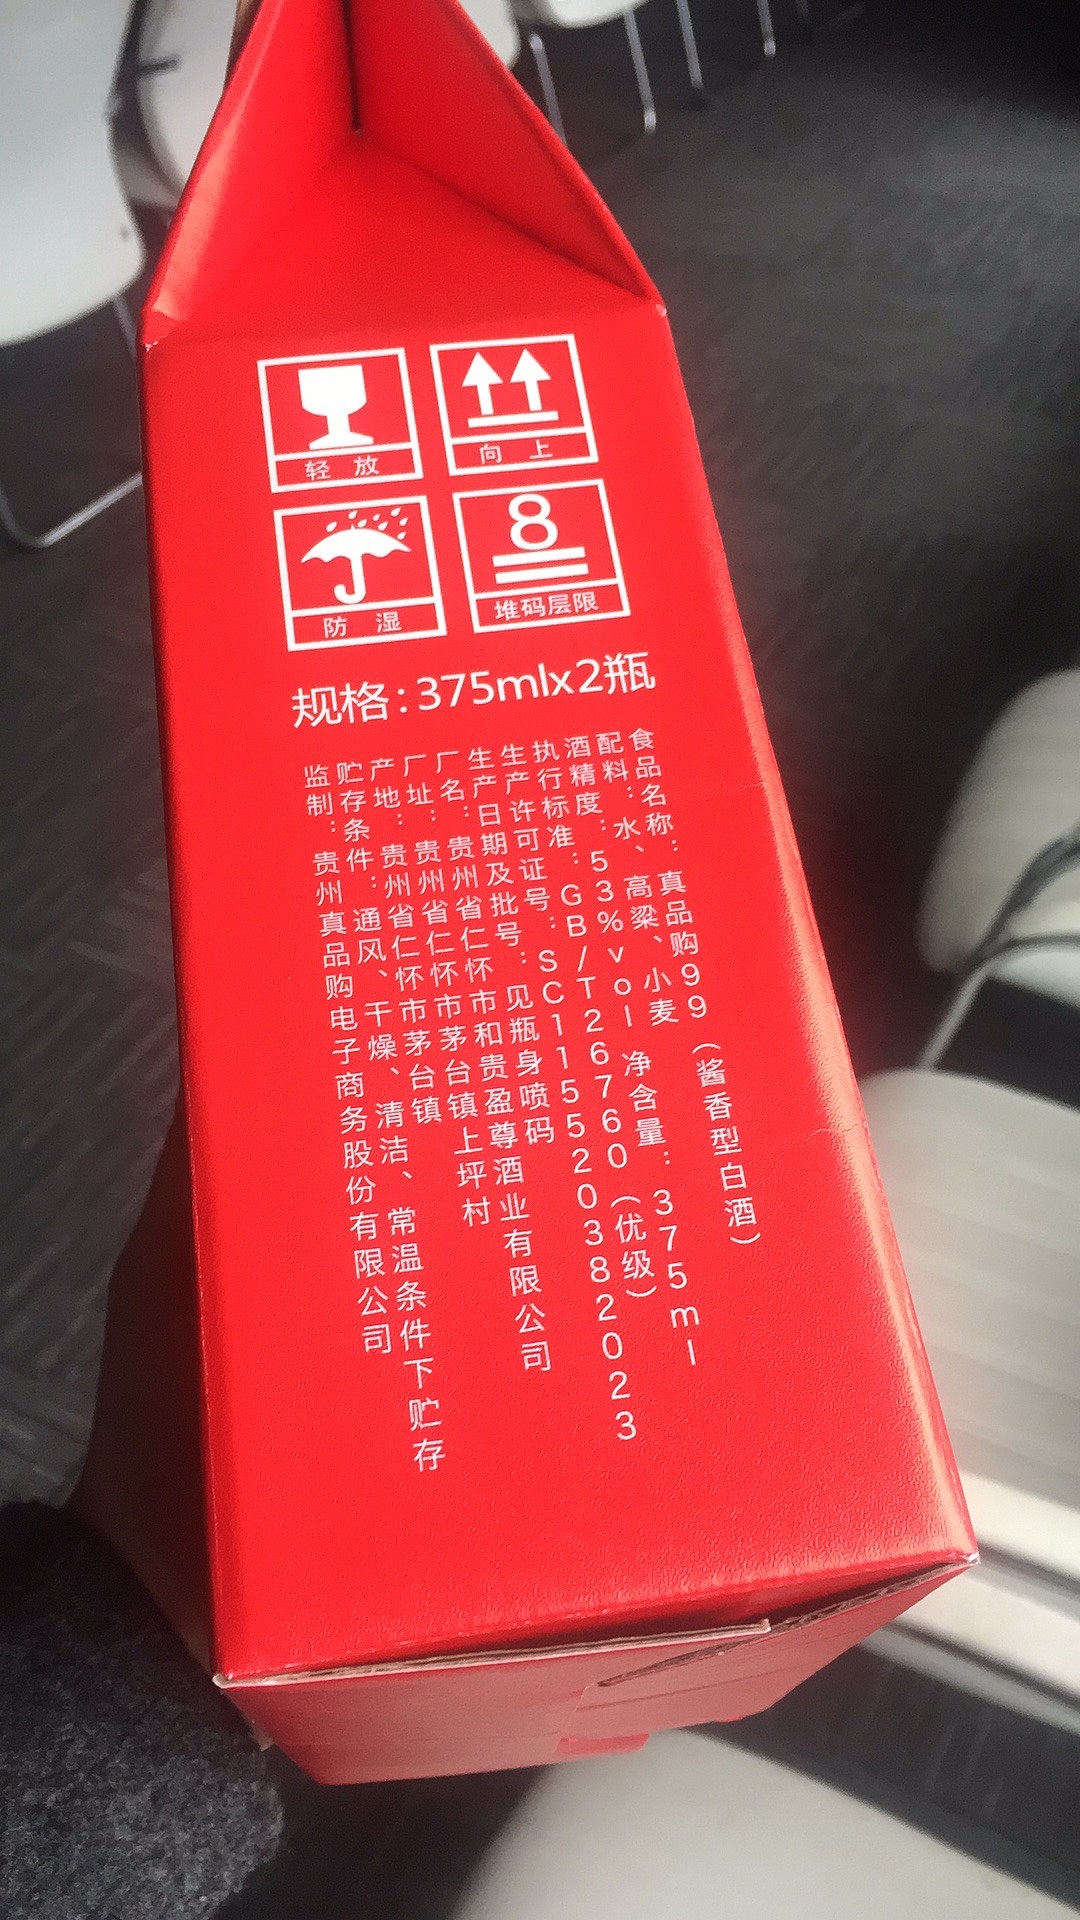 轻 放
向 上
防 湿
8
堆码层限
规格:375mlx2瓶
食品名称：真品购99（酱香型白酒）
配料：水、高粱、小麦
酒精度：53%vol 净含量：375ml
执行标准：GB/T26760（优级）
生产许可证号：SC115520382023
生产日期及批号：见瓶身喷码
厂名：贵州省仁怀市和贵盈尊酒业有限公司
厂址：贵州省仁怀市茅台镇上坪村
产地：贵州省仁怀市茅台镇
贮存条件：通风、干燥、清洁、常温条件下贮存
监制：贵州真品购电子商务股份有限公司